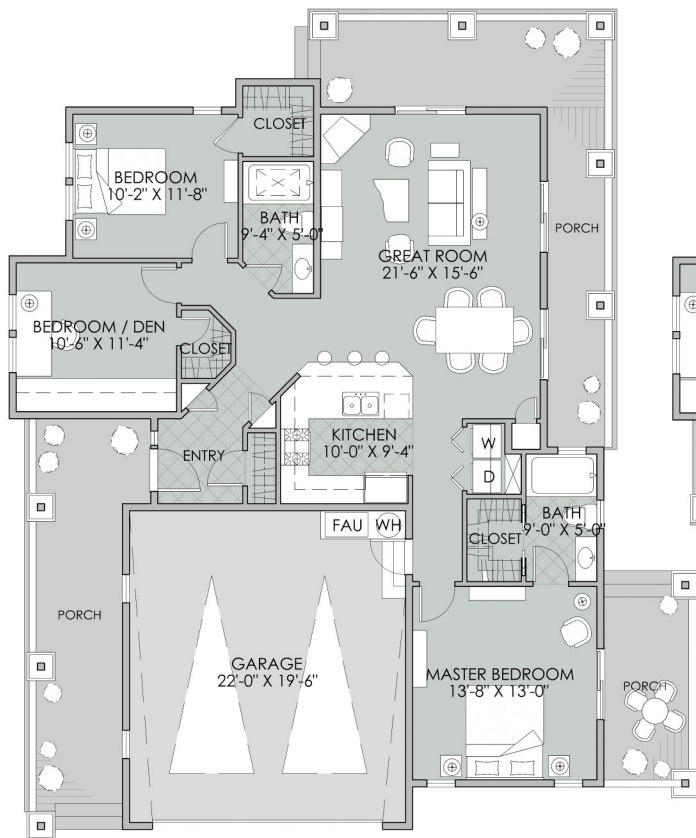 CLOSET
BEDROOM
10'-2" X 11'-8"
BATH
9'-4" X 5'-0"
GREAT ROOM
21'-6" X 15'-6"
PORCH
BEDROOM / DEN
10'-6" X 11'-4"
CLOSET
KITCHEN
10'-0" X 9'-4"
ENTRY
W
D
BATH
9'-0" X 5'-0"
CLOSET
FAU
WH
PORCH
GARAGE
22'-0" X 19'-6"
MASTER BEDROOM
13'-8" X 13'-0"
PORCH